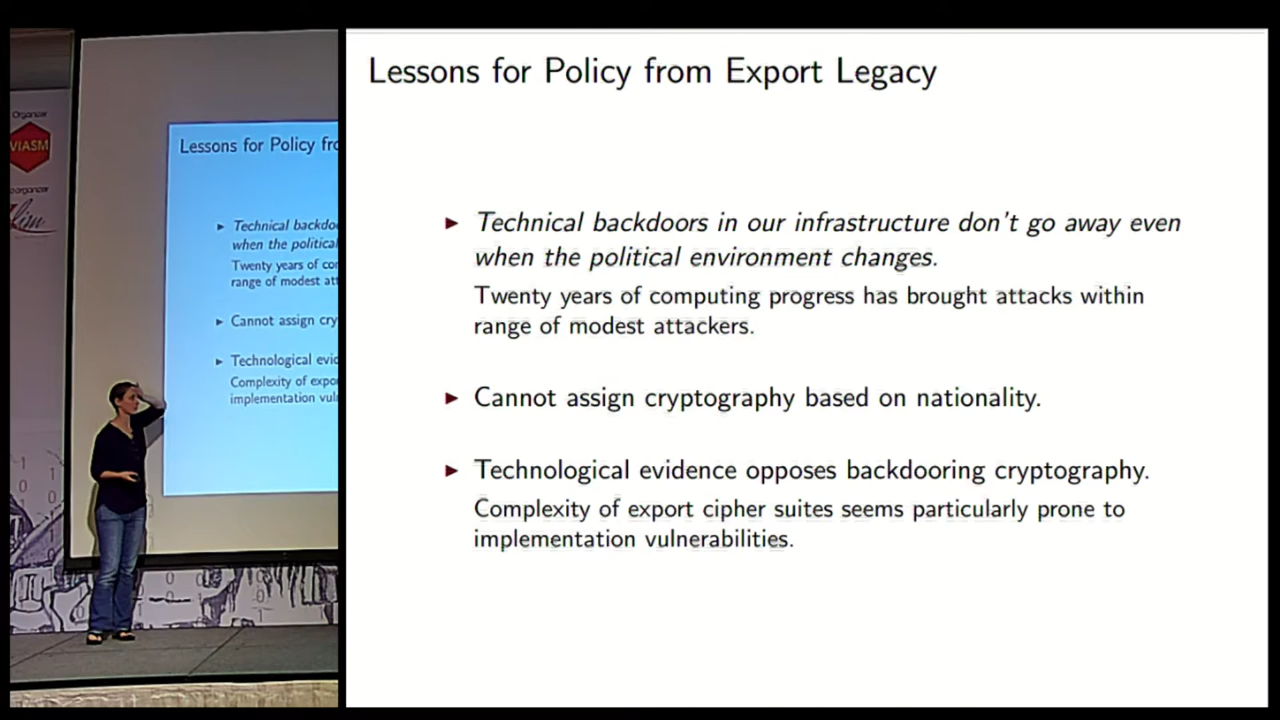 Organizer
VIASM
Lessons for Policy fro
Technical backdo
when the political
Twenty years of co
range of modest att
Cannot assign cry
Technological evid
Complexity of expo
implementation vul
Lessons for Policy from Export Legacy
Technical backdoors in our infrastructure don't go away even
when the political environment changes.
Twenty years of computing progress has brought attacks within
range of modest attackers.
Cannot assign cryptography based on nationality.
Technological evidence opposes backdooring cryptography.
Complexity of export cipher suites seems particularly prone to
implementation vulnerabilities.